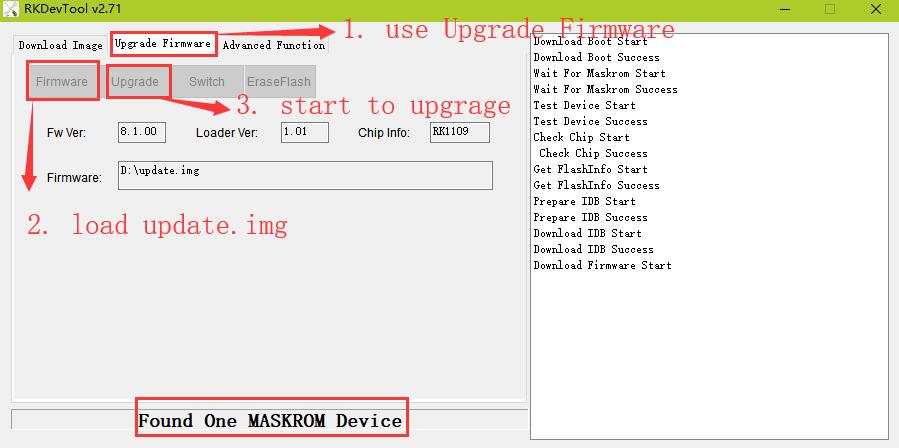 RKDevTool v2.71
1. use Upgrade Firmware
Download Image Upgrade Firmware Advanced Function
Firmware Upgrade Switch EraseFlash
3. start to upgrage
Fw Ver: 8.1.00 Loader Ver: 1.01 Chip Info: RK1109
Firmware: D:\update.img
2. load update.img
Found One MASKROM Device
Download Boot Start
Download Boot Success
Wait For Maskrom Start
Wait For Maskrom Success
Test Device Start
Test Device Success
Check Chip Start
Check Chip Success
Get FlashInfo Start
Get FlashInfo Success
Prepare IDB Start
Prepare IDB Success
Download IDB Start
Download IDB Success
Download Firmware Start